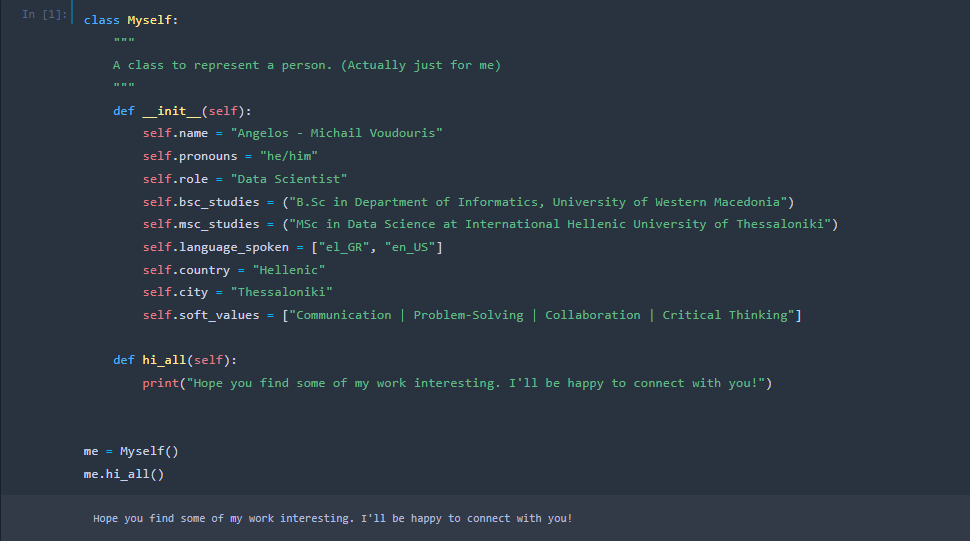 In [1]:
class Myself:
    """
    A class to represent a person. (Actually just for me)
    """
    def __init__(self):
        self.name = "Angelos - Michail Voudouris"
        self.pronouns = "he/him"
        self.role = "Data Scientist"
        self.bsc_studies = ("B.Sc in Department of Informatics, University of Western Macedonia")
        self.msc_studies = ("MSc in Data Science at International Hellenic University of Thessaloniki")
        self.language_spoken = ["el_GR", "en_US"]
        self.country = "Hellenic"
        self.city = "Thessaloniki"
        self.soft_values = ["Communication | Problem-Solving | Collaboration | Critical Thinking"]

    def hi_all(self):
        print("Hope you find some of my work interesting. I'll be happy to connect with you!")


me = Myself()
me.hi_all()
Hope you find some of my work interesting. I'll be happy to connect with you!